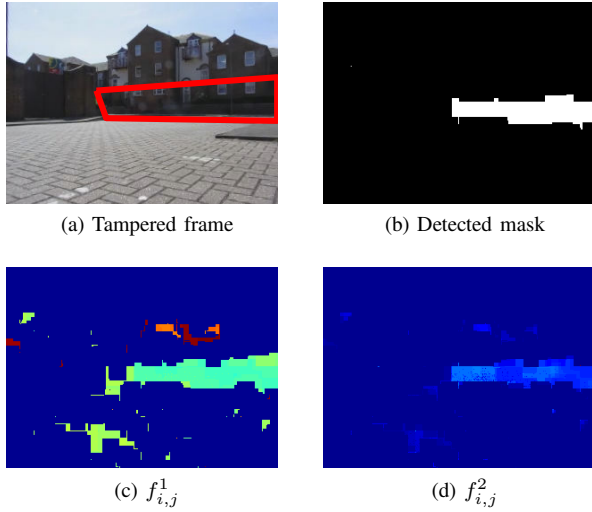 (a) Tampered frame
(b) Detected mask
(c) $f^1_{i,j}$
(d) $f^2_{i,j}$